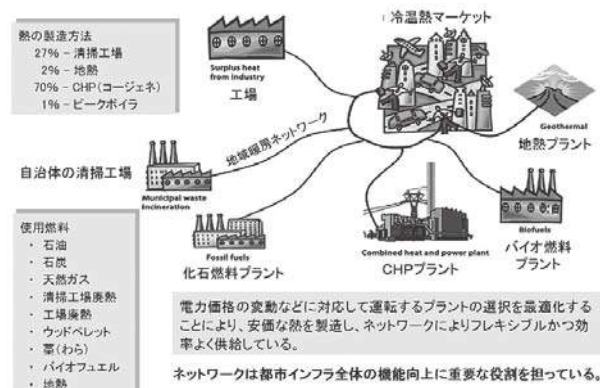 熱の製造方法
27% – 清掃工場
2% – 地熱
70% – CHP(コージェネ)
1% – ピークボイラ
冷温熱マーケット
Surplus heat
from industry
工場
Geothermal
地熱プラント
地域暖房ネットワーク
自治体の清掃工場
Municipal waste
incineration
Fossil fuels
化石燃料プラント
Combined heat and power plant
CHPプラント
Biofuels
バイオ燃料
プラント
使用燃料
・ 石油
・ 石炭
・ 天然ガス
・ 清掃工場廃熱
・ 工場廃熱
・ ウッドペレット
・ 藁(わら)
・ バイオフュエル
・ 地熱
電力価格の変動などに対応して運転するプラントの選択を最適化する
ことにより、安価な熱を製造し、ネットワークによりフレキシブルかつ効
率よく供給している。
ネットワークは都市インフラ全体の機能向上に重要な役割を担っている。